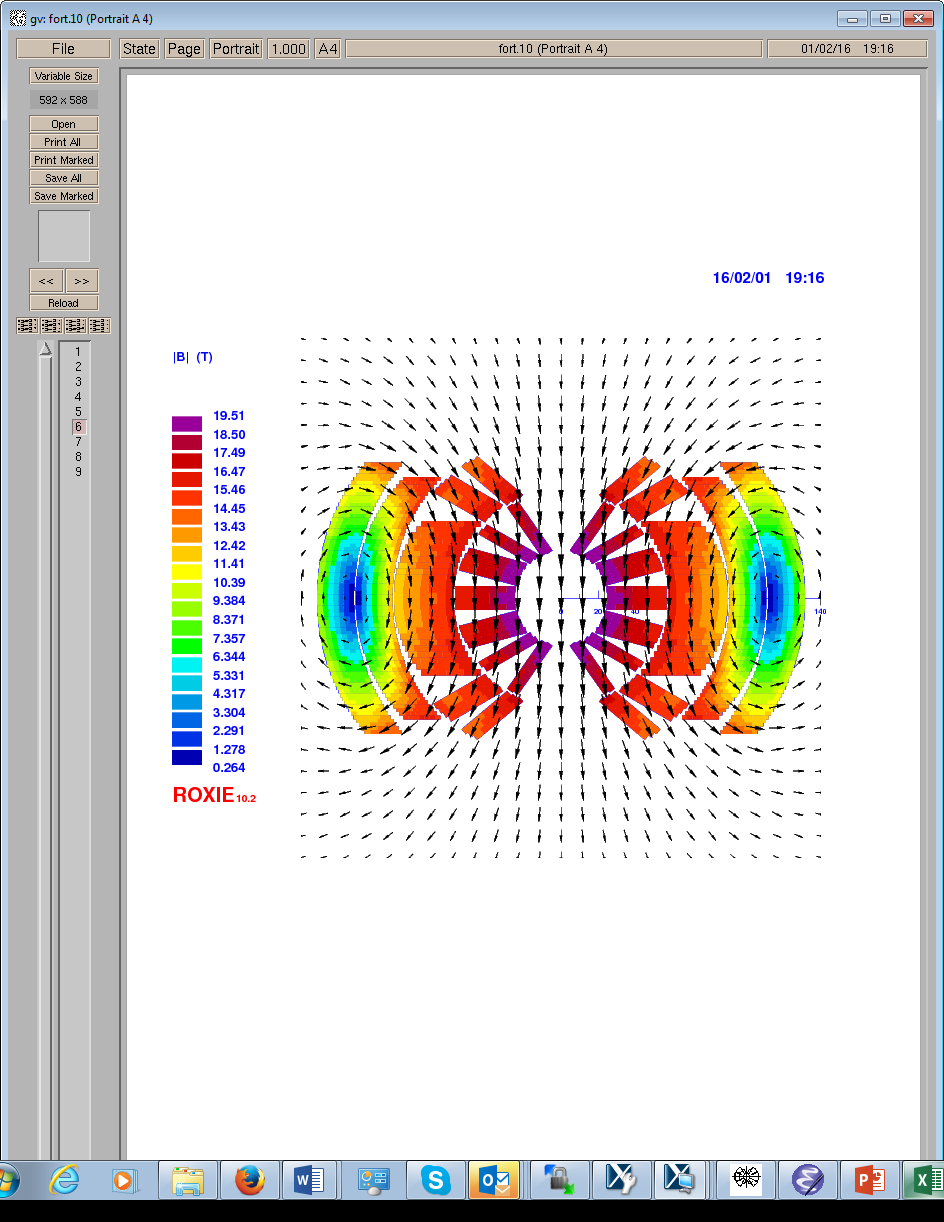 gv: fort.10 (Portrait A 4)
File State Page Portrait 1.000 A4 fort.10 (Portrait A 4) 01/02/16 19:16
Variable Size
592 x 588
Open
Print All
Print Marked
Save All
Save Marked
<< >>
Reload
1
2
3
4
5
6
7
8
9
16/02/01 19:16
|B| (T)
19.51
18.50
17.49
16.47
15.46
14.45
13.43
12.42
11.41
10.39
9.384
8.371
7.357
6.344
5.331
4.317
3.304
2.291
1.278
0.264
ROXIE 10.2
0 20 40 140